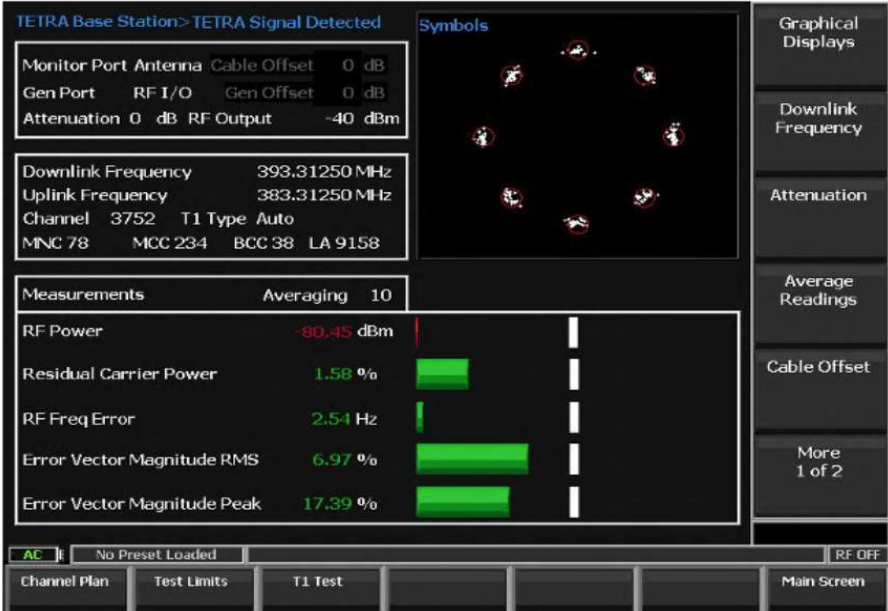 TETRA Base Station>TETRA Signal Detected
Symbols
Monitor Port Antenna Cable Offset 0 dB
Gen Port RF I/O Gen Offset 0 dB
Attenuation 0 dB RF Output -40 dBm
Downlink Frequency 393.31250 MHz
Uplink Frequency 383.31250 MHz
Channel 3752 T1 Type Auto
MNC 78 MCC 234 BCC 38 LA 9158
Measurements Averaging 10
RF Power -80.45 dBm
Residual Carrier Power 1.58 %
RF Freq Error 2.54 Hz
Error Vector Magnitude RMS 6.97 %
Error Vector Magnitude Peak 17.39 %
Graphical
Displays
Downlink
Frequency
Attenuation
Average
Readings
Cable Offset
More
1 of 2
AC E No Preset Loaded RF OFF
Channel Plan Test Limits T1 Test Main Screen